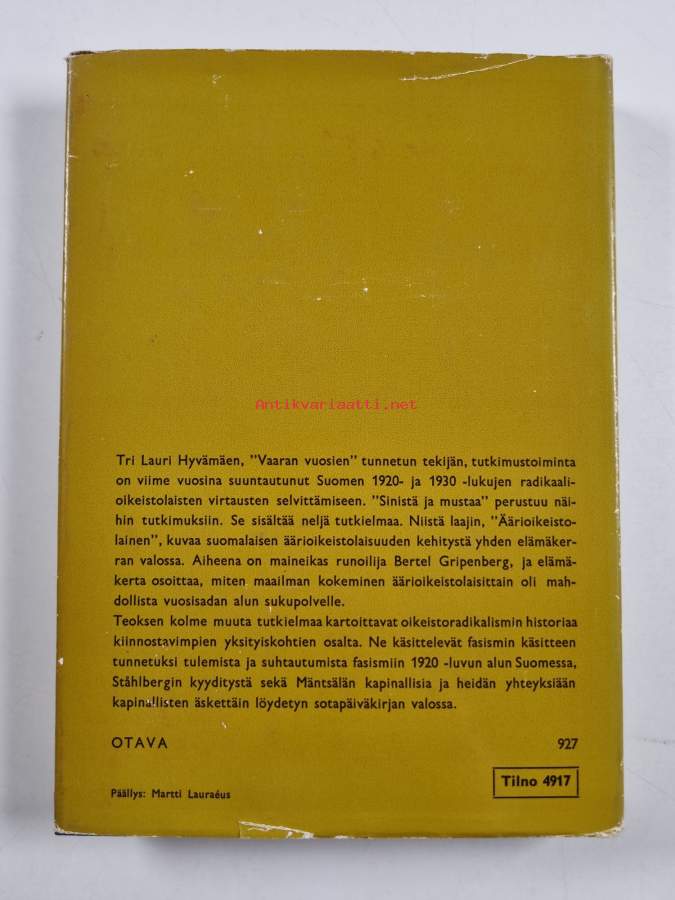 Antikvariaatti.net
Tri Lauri Hyvämäen, ”Vaaran vuosien” tunnetun tekijän, tutkimustoiminta
on viime vuosina suuntautunut Suomen 1920- ja 1930 -lukujen radikaali-
oikeistolaisten virtausten selvittämiseen. ”Sinistä ja mustaa” perustuu näi-
hin tutkimuksiin. Se sisältää neljä tutkielmaa. Niistä laajin, ”Äärioikeisto-
lainen”, kuvaa suomalaisen äärioikeistolaisuuden kehitystä yhden elämäker-
ran valossa. Aiheena on maineikas runoilija Bertel Gripenberg, ja elämä-
kerta osoittaa, miten maailman kokeminen äärioikeistolaisittain oli mah-
dollista vuosisadan alun sukupolvelle.
Teoksen kolme muuta tutkielmaa kartoittavat oikeistoradikalismin historiaa
kiinnostavimpien yksityiskohtien osalta. Ne käsittelevät fasismin käsitteen
tunnetuksi tulemista ja suhtautumista fasismiin 1920 -luvun alun Suomessa,
Ståhlbergin kyyditystä sekä Mäntsälän kapinallisia ja heidän yhteyksiään
kapinallisten äskettäin löydetyn sotapäiväkirjan valossa.
OTAVA 927
Tilno 4917
Päällys: Martti Lauraéus